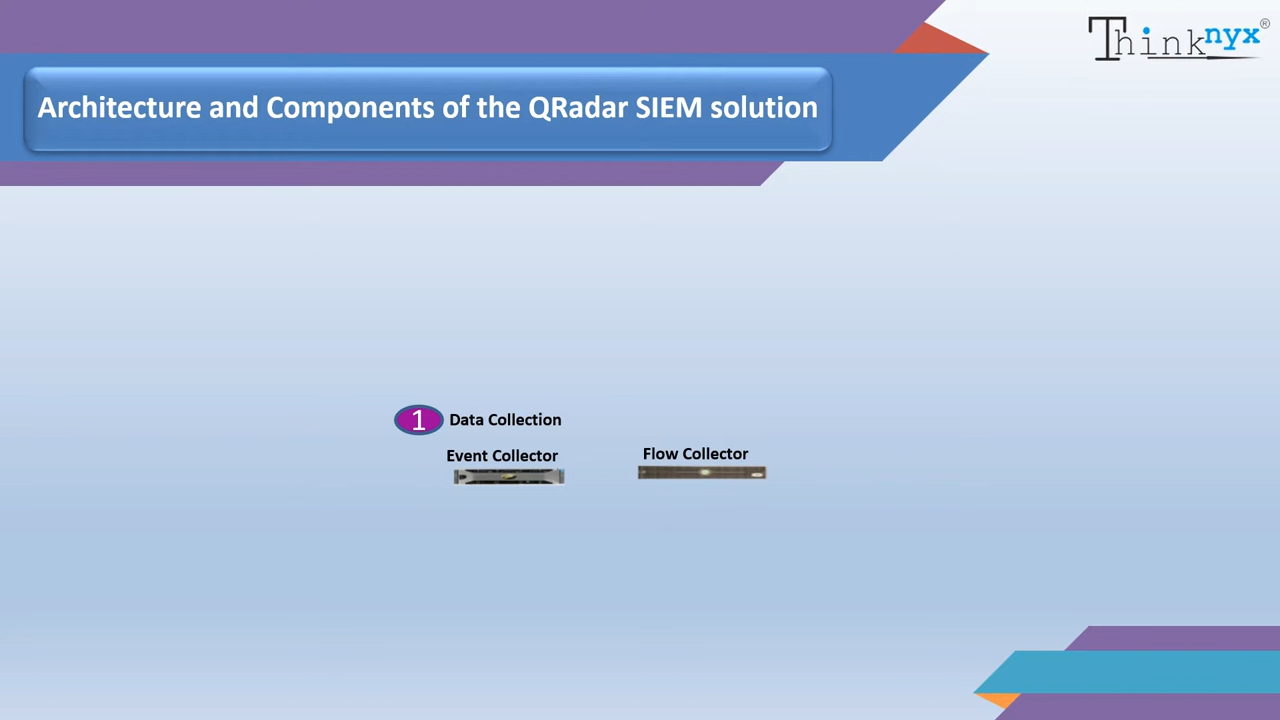 Thinknyx®
Architecture and Components of the QRadar SIEM solution
1 Data Collection
Event Collector
Flow Collector